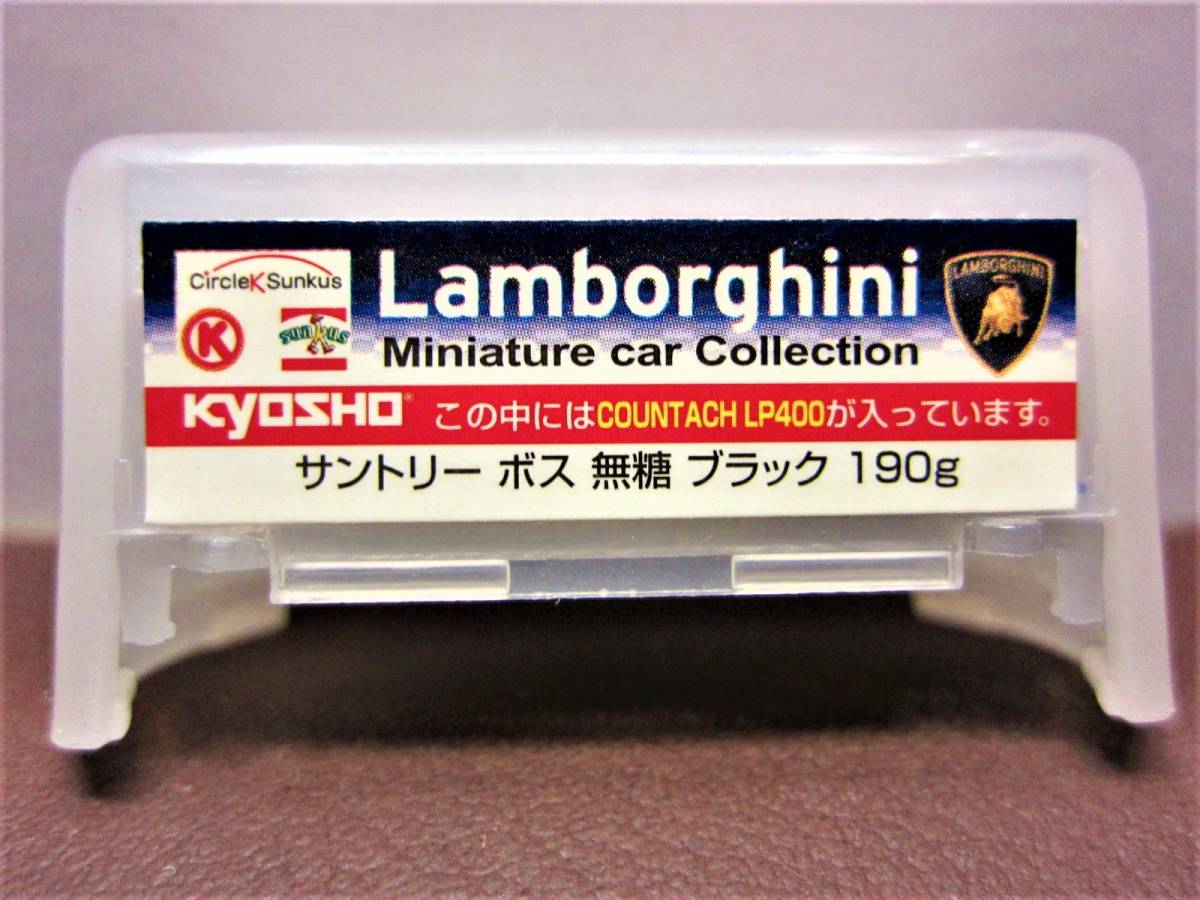 CircleKSunkus
K
sunkus
Lamborghini
Miniature car Collection
LAMBORGHINI
KYOSHO® この中にはCOUNTACH LP400が入っています。
サントリー ボス 無糖 ブラック 190g